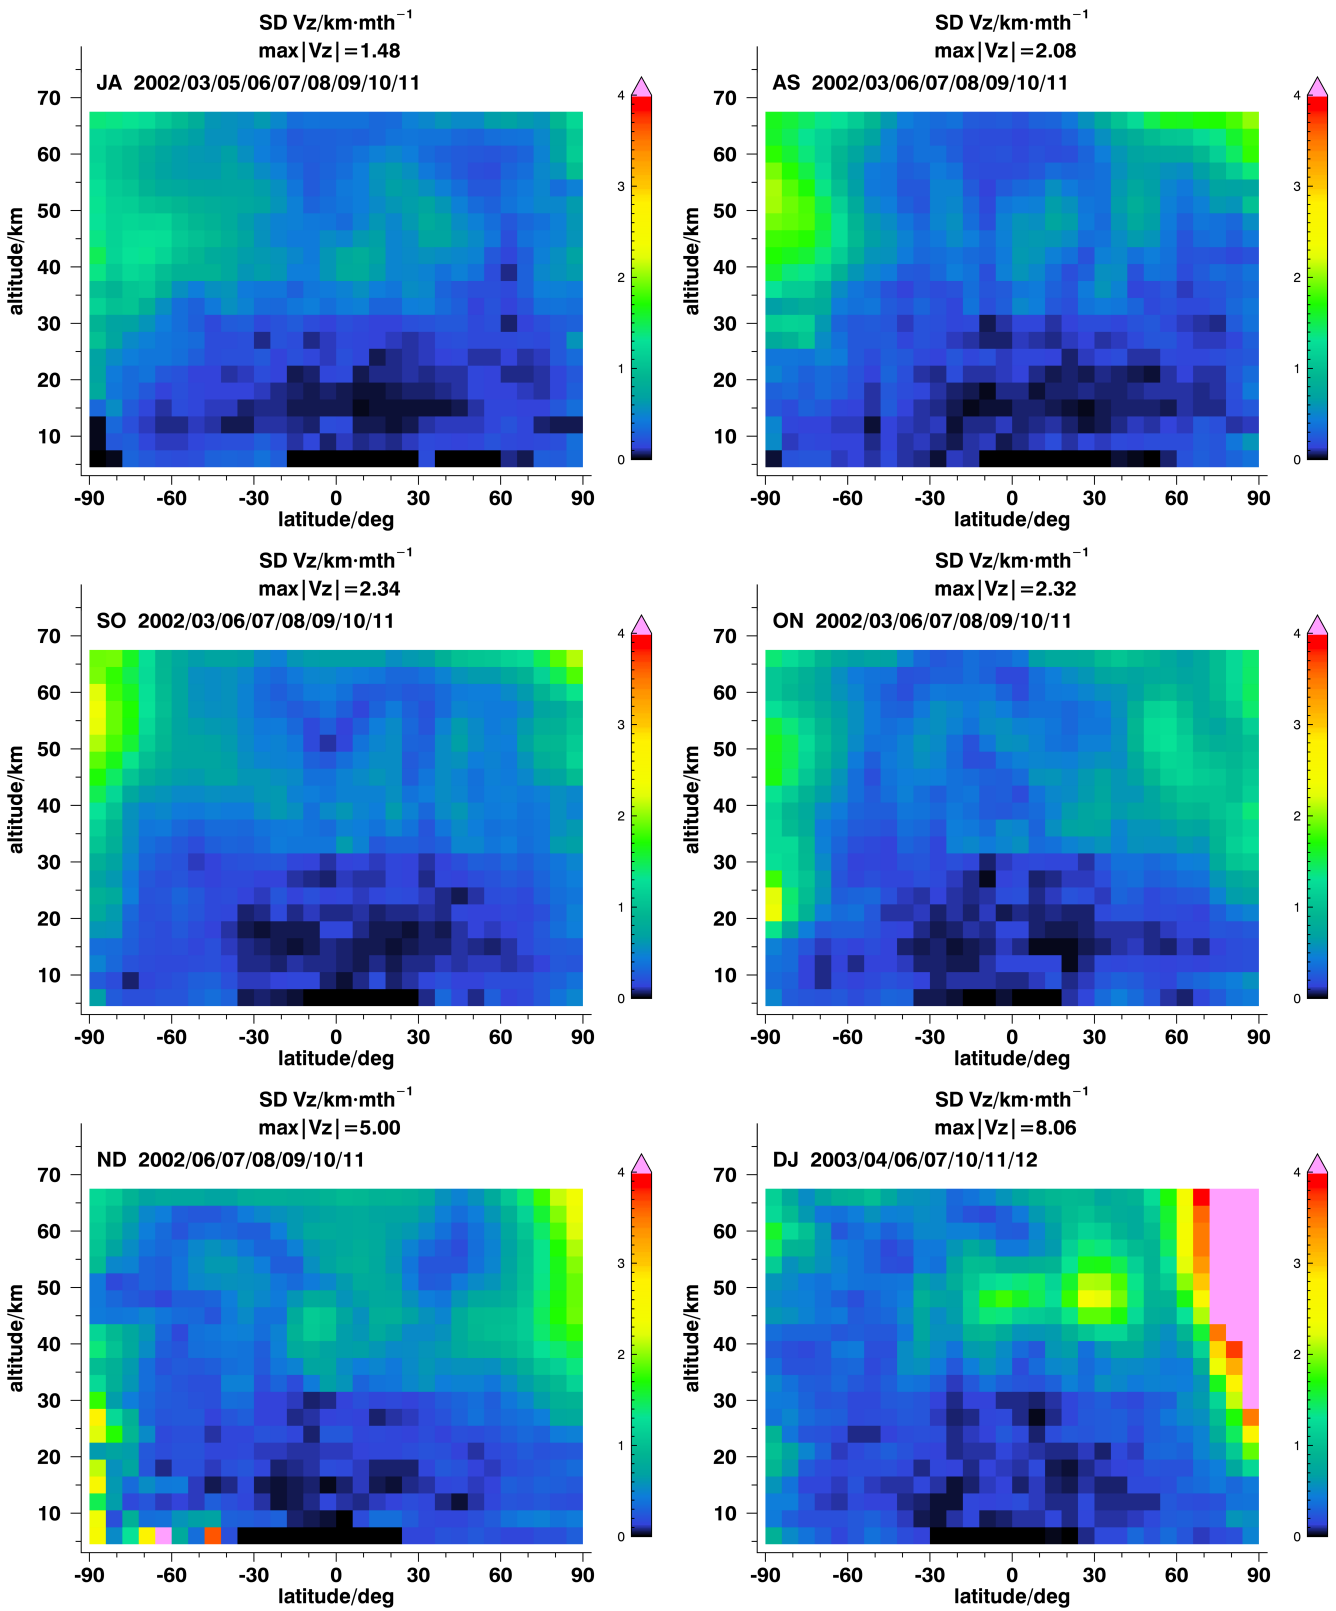 SD Vz/km·mth⁻¹
max|Vz|=1.48
JA 2002/03/05/06/07/08/09/10/11
70
60
50
40
30
20
10
altitude/km
-90 -60 -30 0 30 60 90
latitude/deg
4
3
2
1
0
SD Vz/km·mth⁻¹
max|Vz|=2.08
AS 2002/03/06/07/08/09/10/11
70
60
50
40
30
20
10
altitude/km
-90 -60 -30 0 30 60 90
latitude/deg
4
3
2
1
0
SD Vz/km·mth⁻¹
max|Vz|=2.34
SO 2002/03/06/07/08/09/10/11
70
60
50
40
30
20
10
altitude/km
-90 -60 -30 0 30 60 90
latitude/deg
4
3
2
1
0
SD Vz/km·mth⁻¹
max|Vz|=2.32
ON 2002/03/06/07/08/09/10/11
70
60
50
40
30
20
10
altitude/km
-90 -60 -30 0 30 60 90
latitude/deg
4
3
2
1
0
SD Vz/km·mth⁻¹
max|Vz|=5.00
ND 2002/06/07/08/09/10/11
70
60
50
40
30
20
10
altitude/km
-90 -60 -30 0 30 60 90
latitude/deg
4
3
2
1
0
SD Vz/km·mth⁻¹
max|Vz|=8.06
DJ 2003/04/06/07/10/11/12
70
60
50
40
30
20
10
altitude/km
-90 -60 -30 0 30 60 90
latitude/deg
4
3
2
1
0